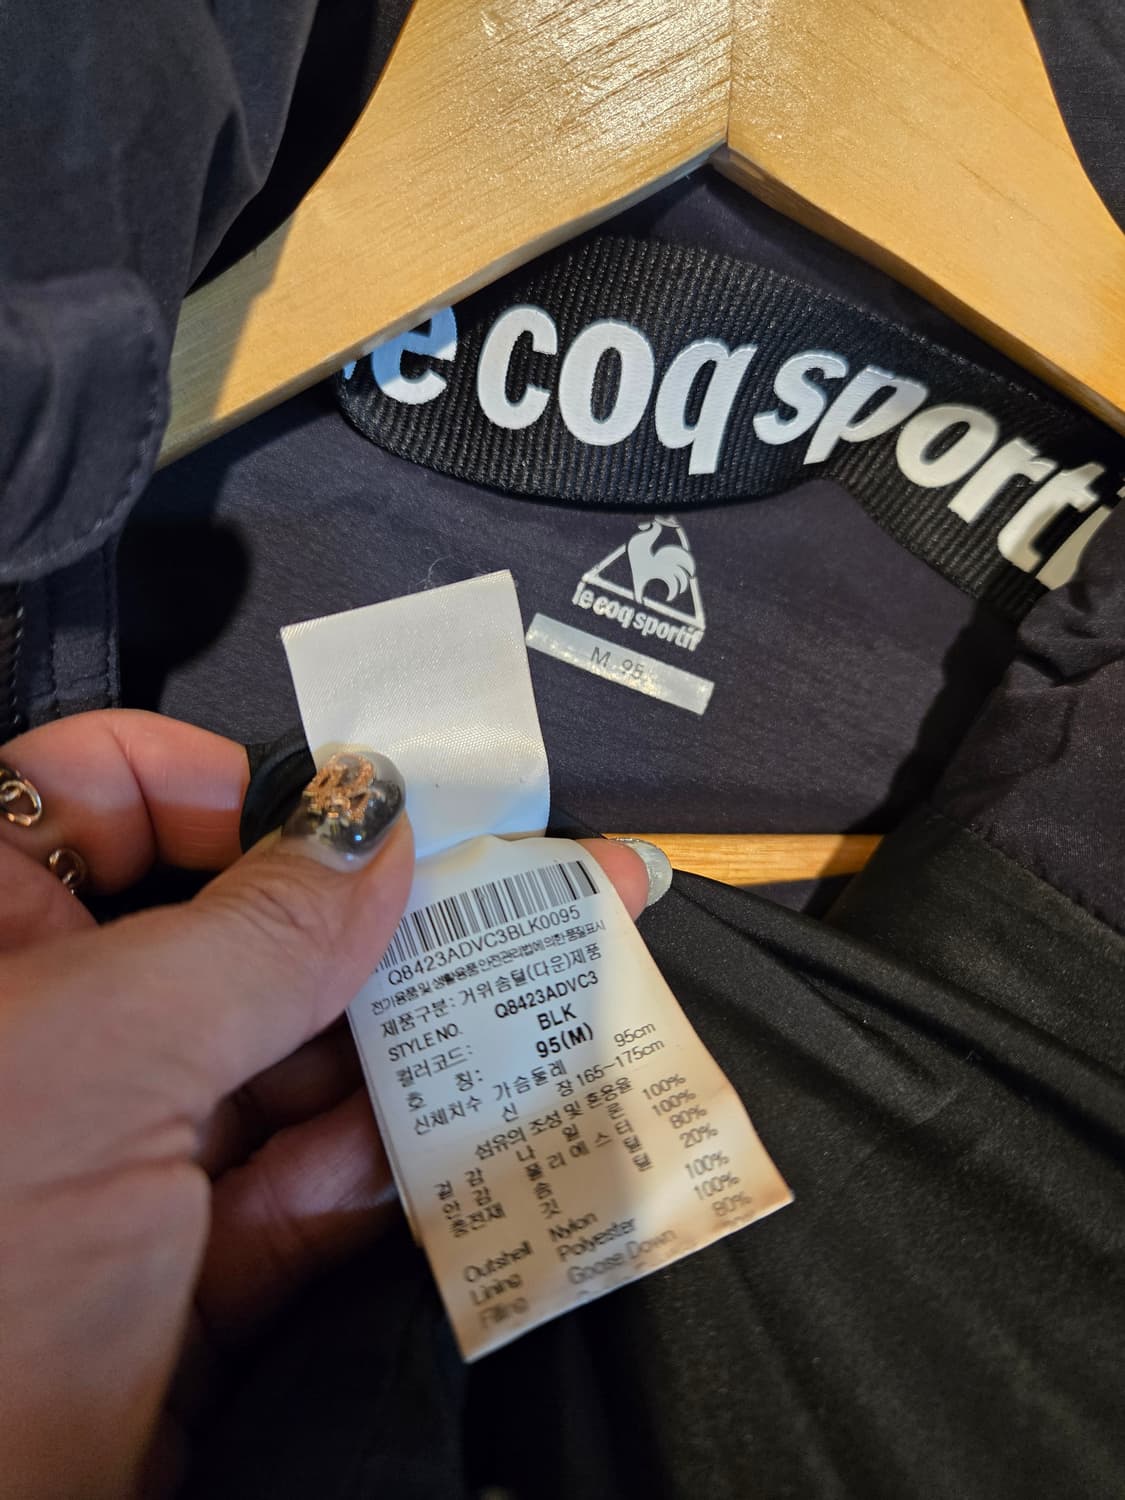 le coq sporti
le coq sportif
M 95
Q8423ADVC3BLK0095
전기용품 및 생활용품 안전관리법에 의한 품질표시
제품구분: 거위솜털(다운)제품
STYLE NO. Q8423ADVC3
컬러코드: BLK
호 칭: 95(M)
신체치수 가슴둘레 95cm
신 장 165~175cm
섬유의 조성 및 혼용율
겉 감 나 일 론 100%
안 감 폴 리 에 스 터 100%
충전재 솜 털 80%
깃 털 20%
Outshell Nylon 100%
Lining Polyester 100%
Filling Goose Down 80%